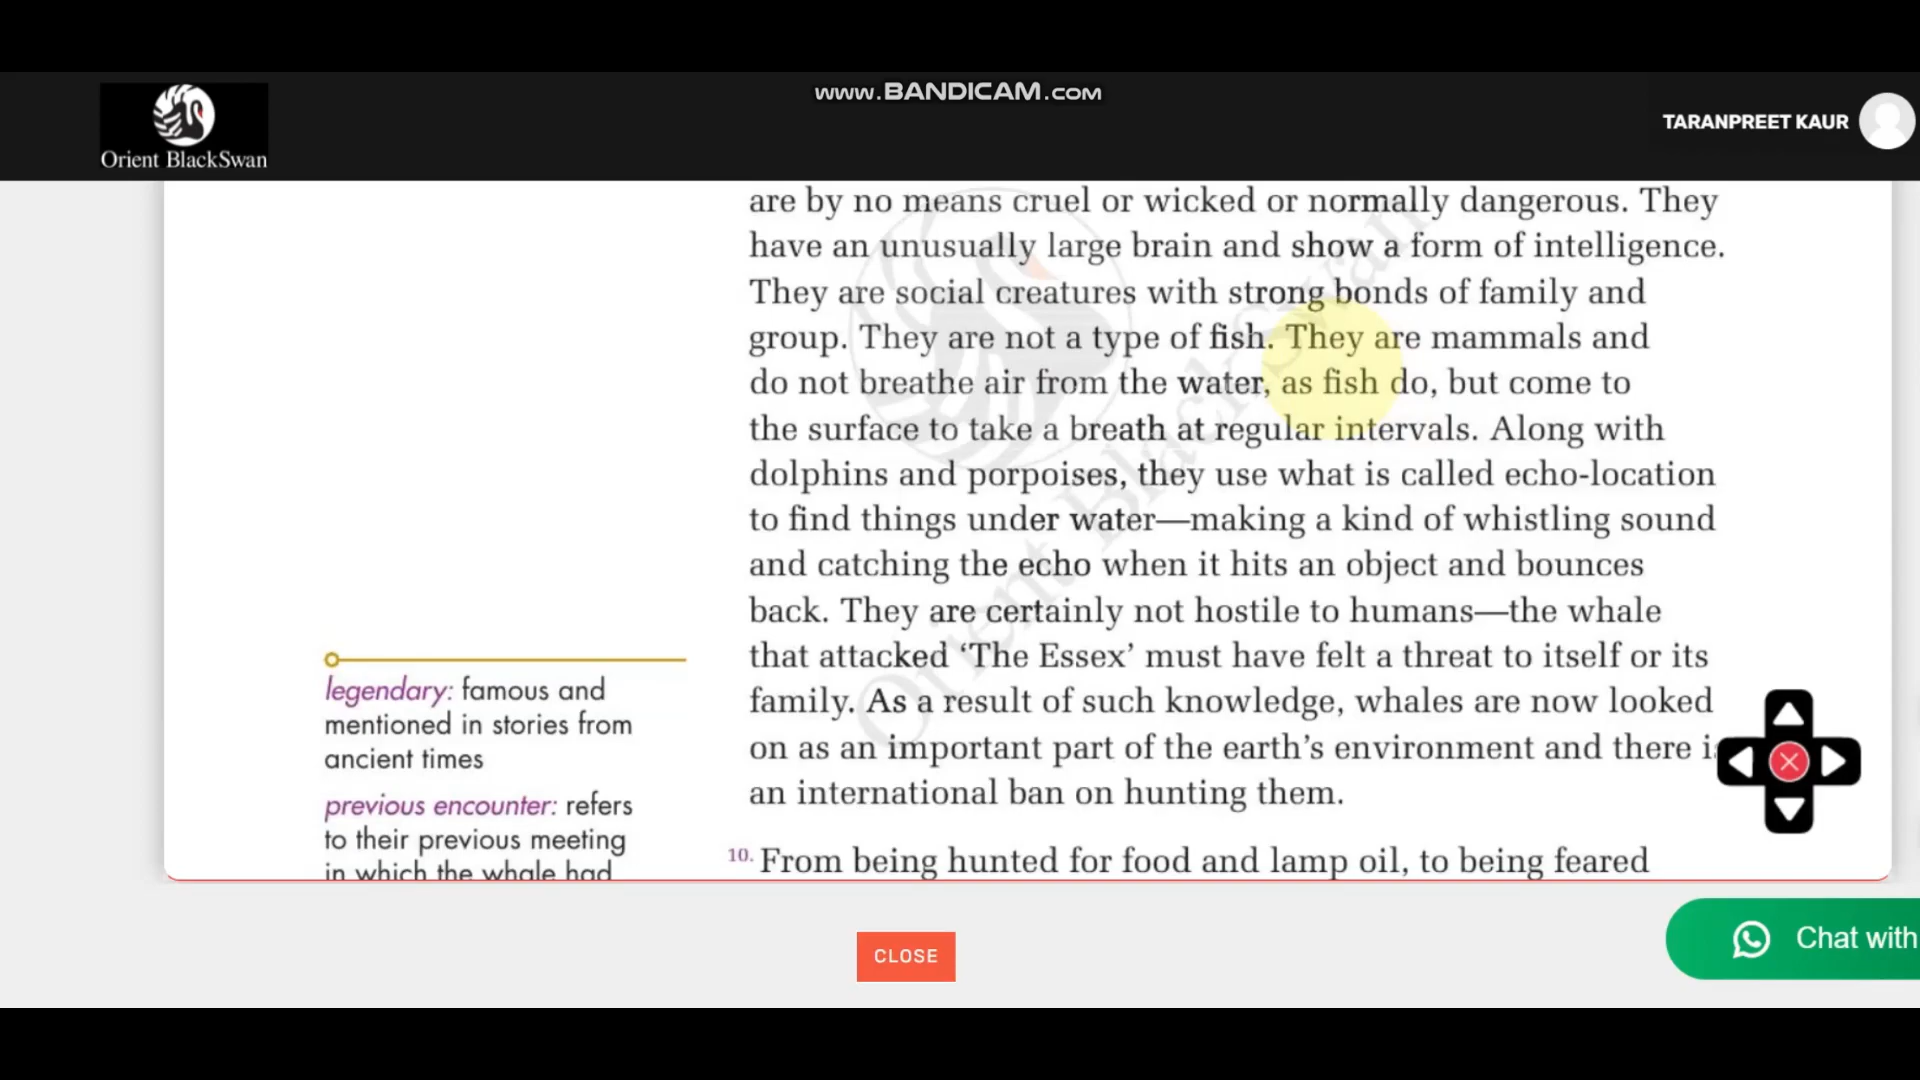 www.BANDICAM.com
Orient BlackSwan
TARANPREET KAUR
are by no means cruel or wicked or normally dangerous. They
have an unusually large brain and show a form of intelligence.
They are social creatures with strong bonds of family and
group. They are not a type of fish. They are mammals and
do not breathe air from the water, as fish do, but come to
the surface to take a breath at regular intervals. Along with
dolphins and porpoises, they use what is called echo-location
to find things under water—making a kind of whistling sound
and catching the echo when it hits an object and bounces
back. They are certainly not hostile to humans—the whale
that attacked ‘The Essex’ must have felt a threat to itself or its
family. As a result of such knowledge, whales are now looked
on as an important part of the earth’s environment and there is
an international ban on hunting them.
10. From being hunted for food and lamp oil, to being feared
legendary: famous and
mentioned in stories from
ancient times
previous encounter: refers
to their previous meeting
in which the whale had
Orient BlackSwan
CLOSE
Chat with